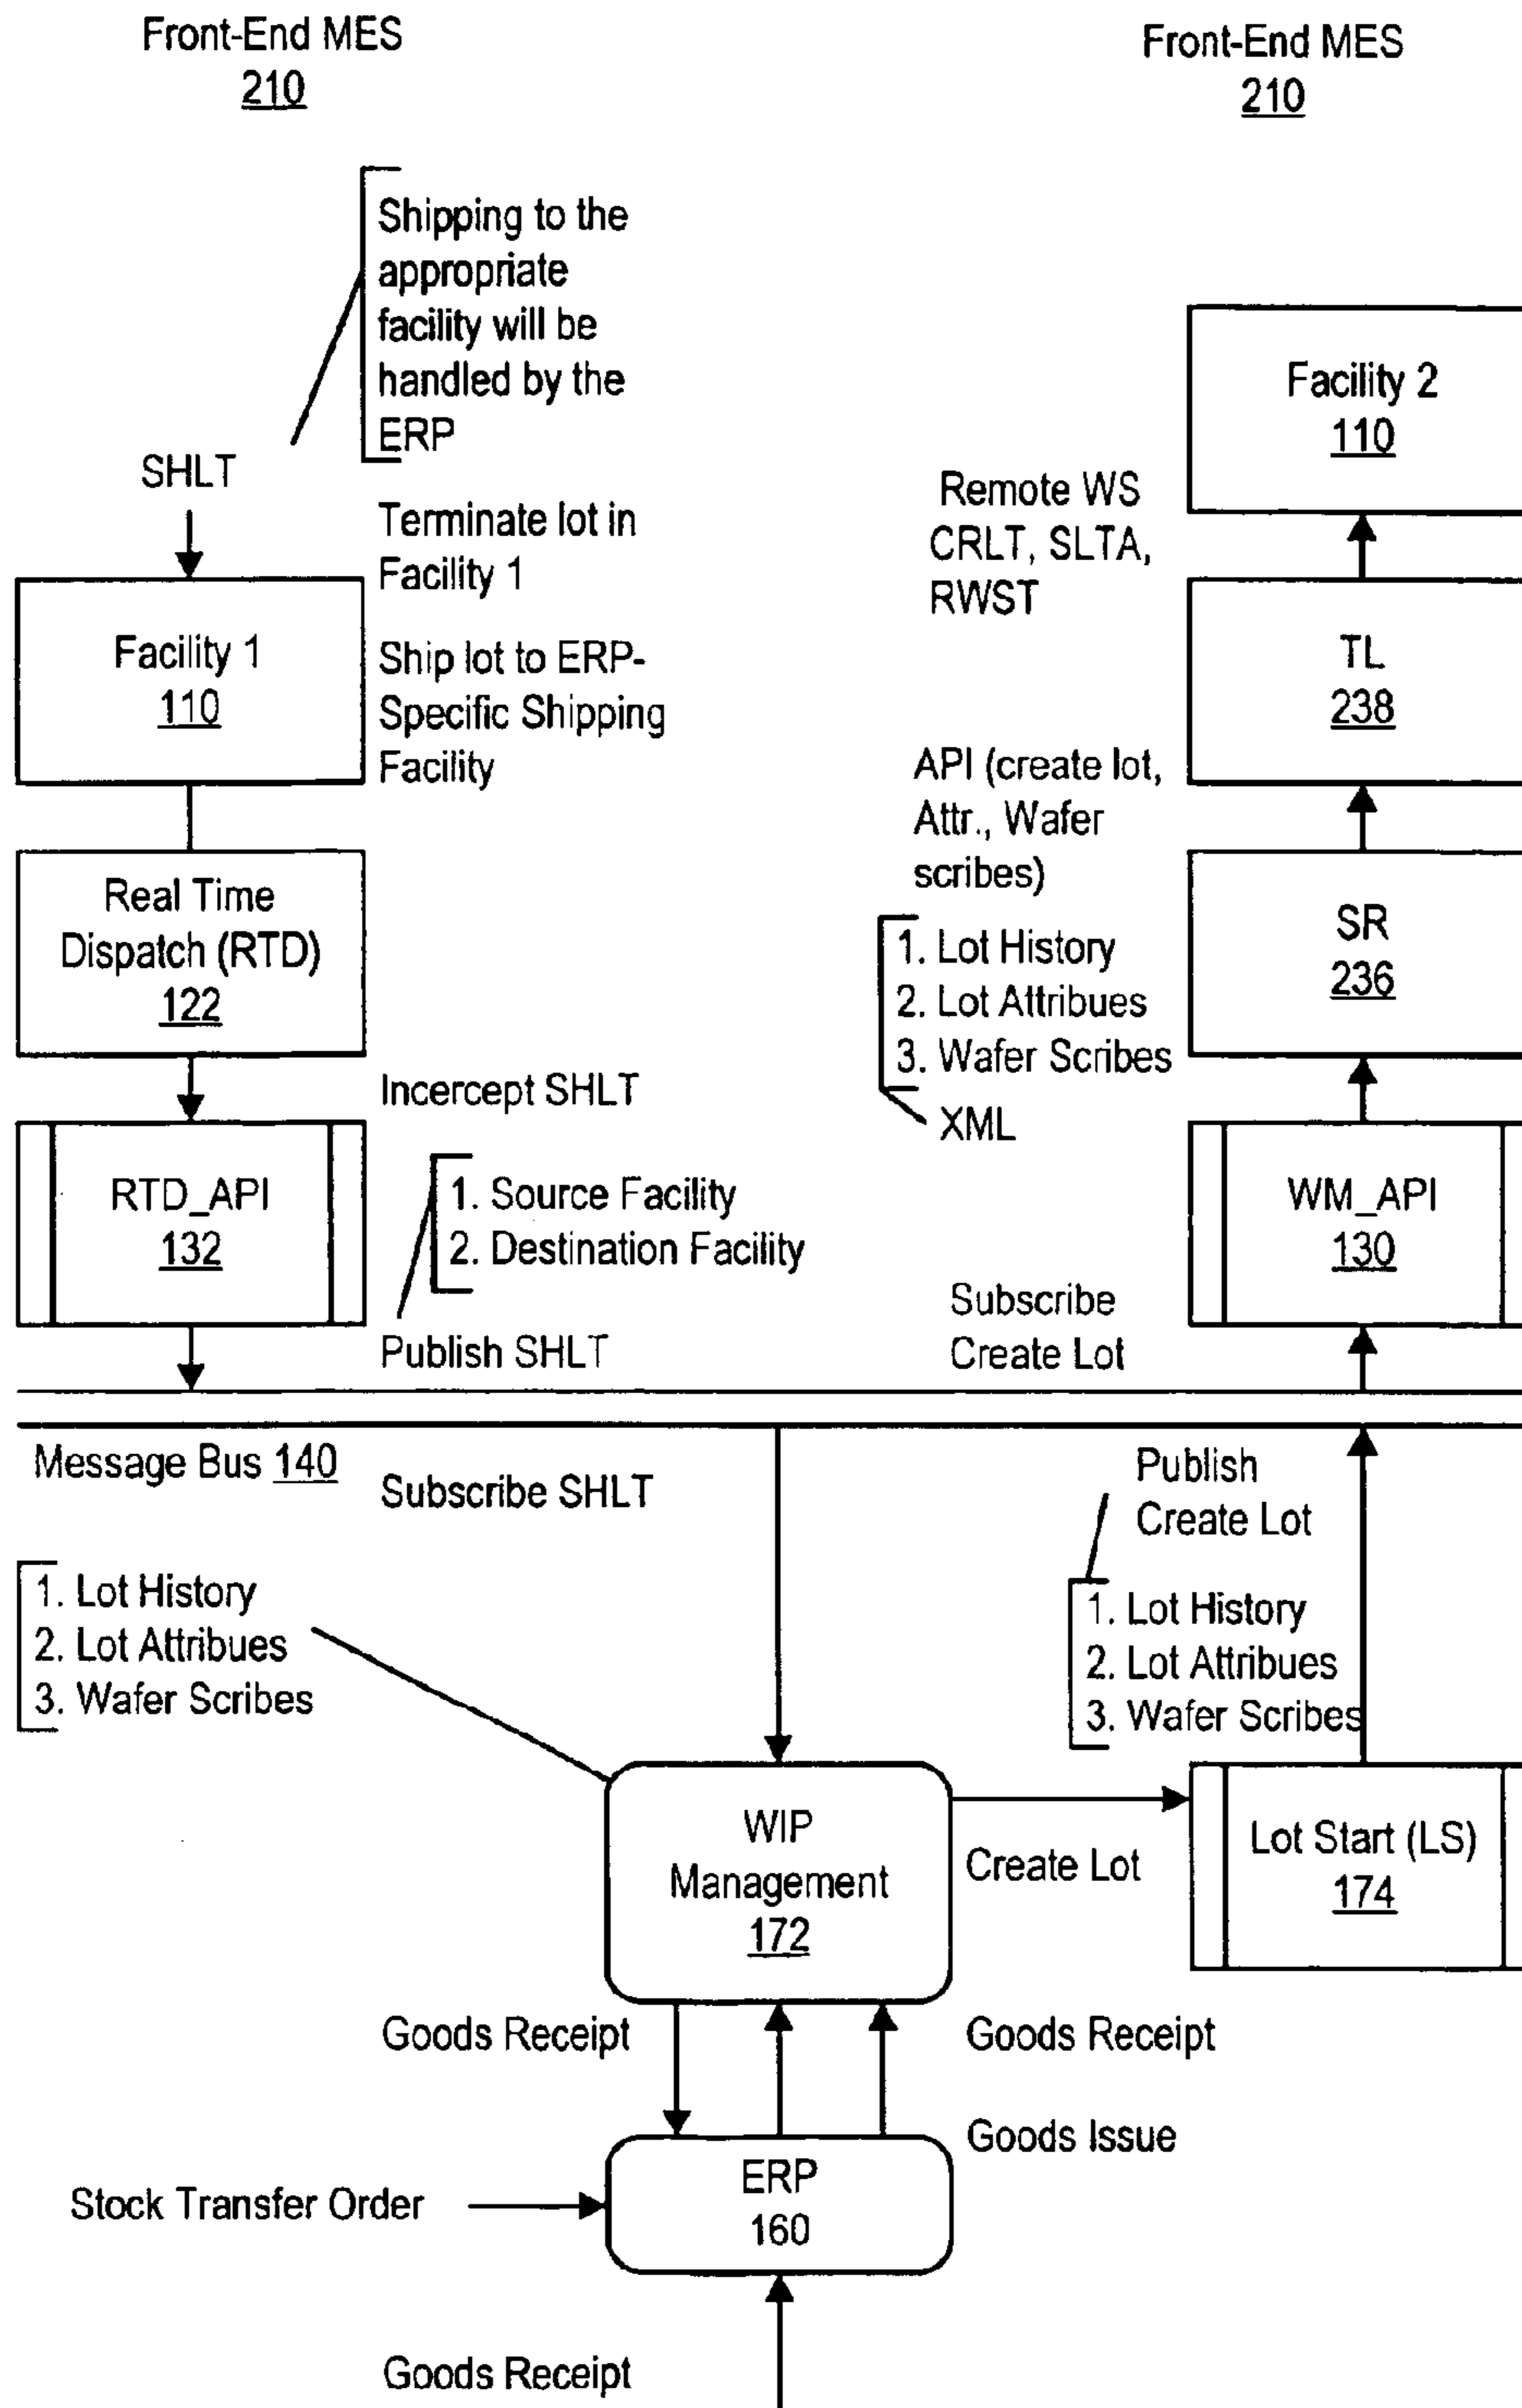 Front-End MES
210
Front-End MES
210
Shipping to the
appropriate
facility will be
handled by the
ERP
SHLT
Terminate lot in
Facility 1
Facility 1
110
Ship lot to ERP-
Specific Shipping
Facility
Real Time
Dispatch (RTD)
122
Incercept SHLT
RTD_API
132
1. Source Facility
2. Destination Facility
Publish SHLT
Facility 2
110
Remote WS
CRLT, SLTA,
RWST
TL
238
API (create lot,
Attr., Wafer
scribes)
SR
236
1. Lot History
2. Lot Attribues
3. Wafer Scribes
XML
WM_API
130
Subscribe
Create Lot
Message Bus 140
Subscribe SHLT
Publish
Create Lot
1. Lot History
2. Lot Attribues
3. Wafer Scribes
1. Lot History
2. Lot Attribues
3. Wafer Scribes
WIP
Management
172
Create Lot
Lot Start (LS)
174
Goods Receipt
Goods Receipt
Goods Issue
Stock Transfer Order
ERP
160
Goods Receipt